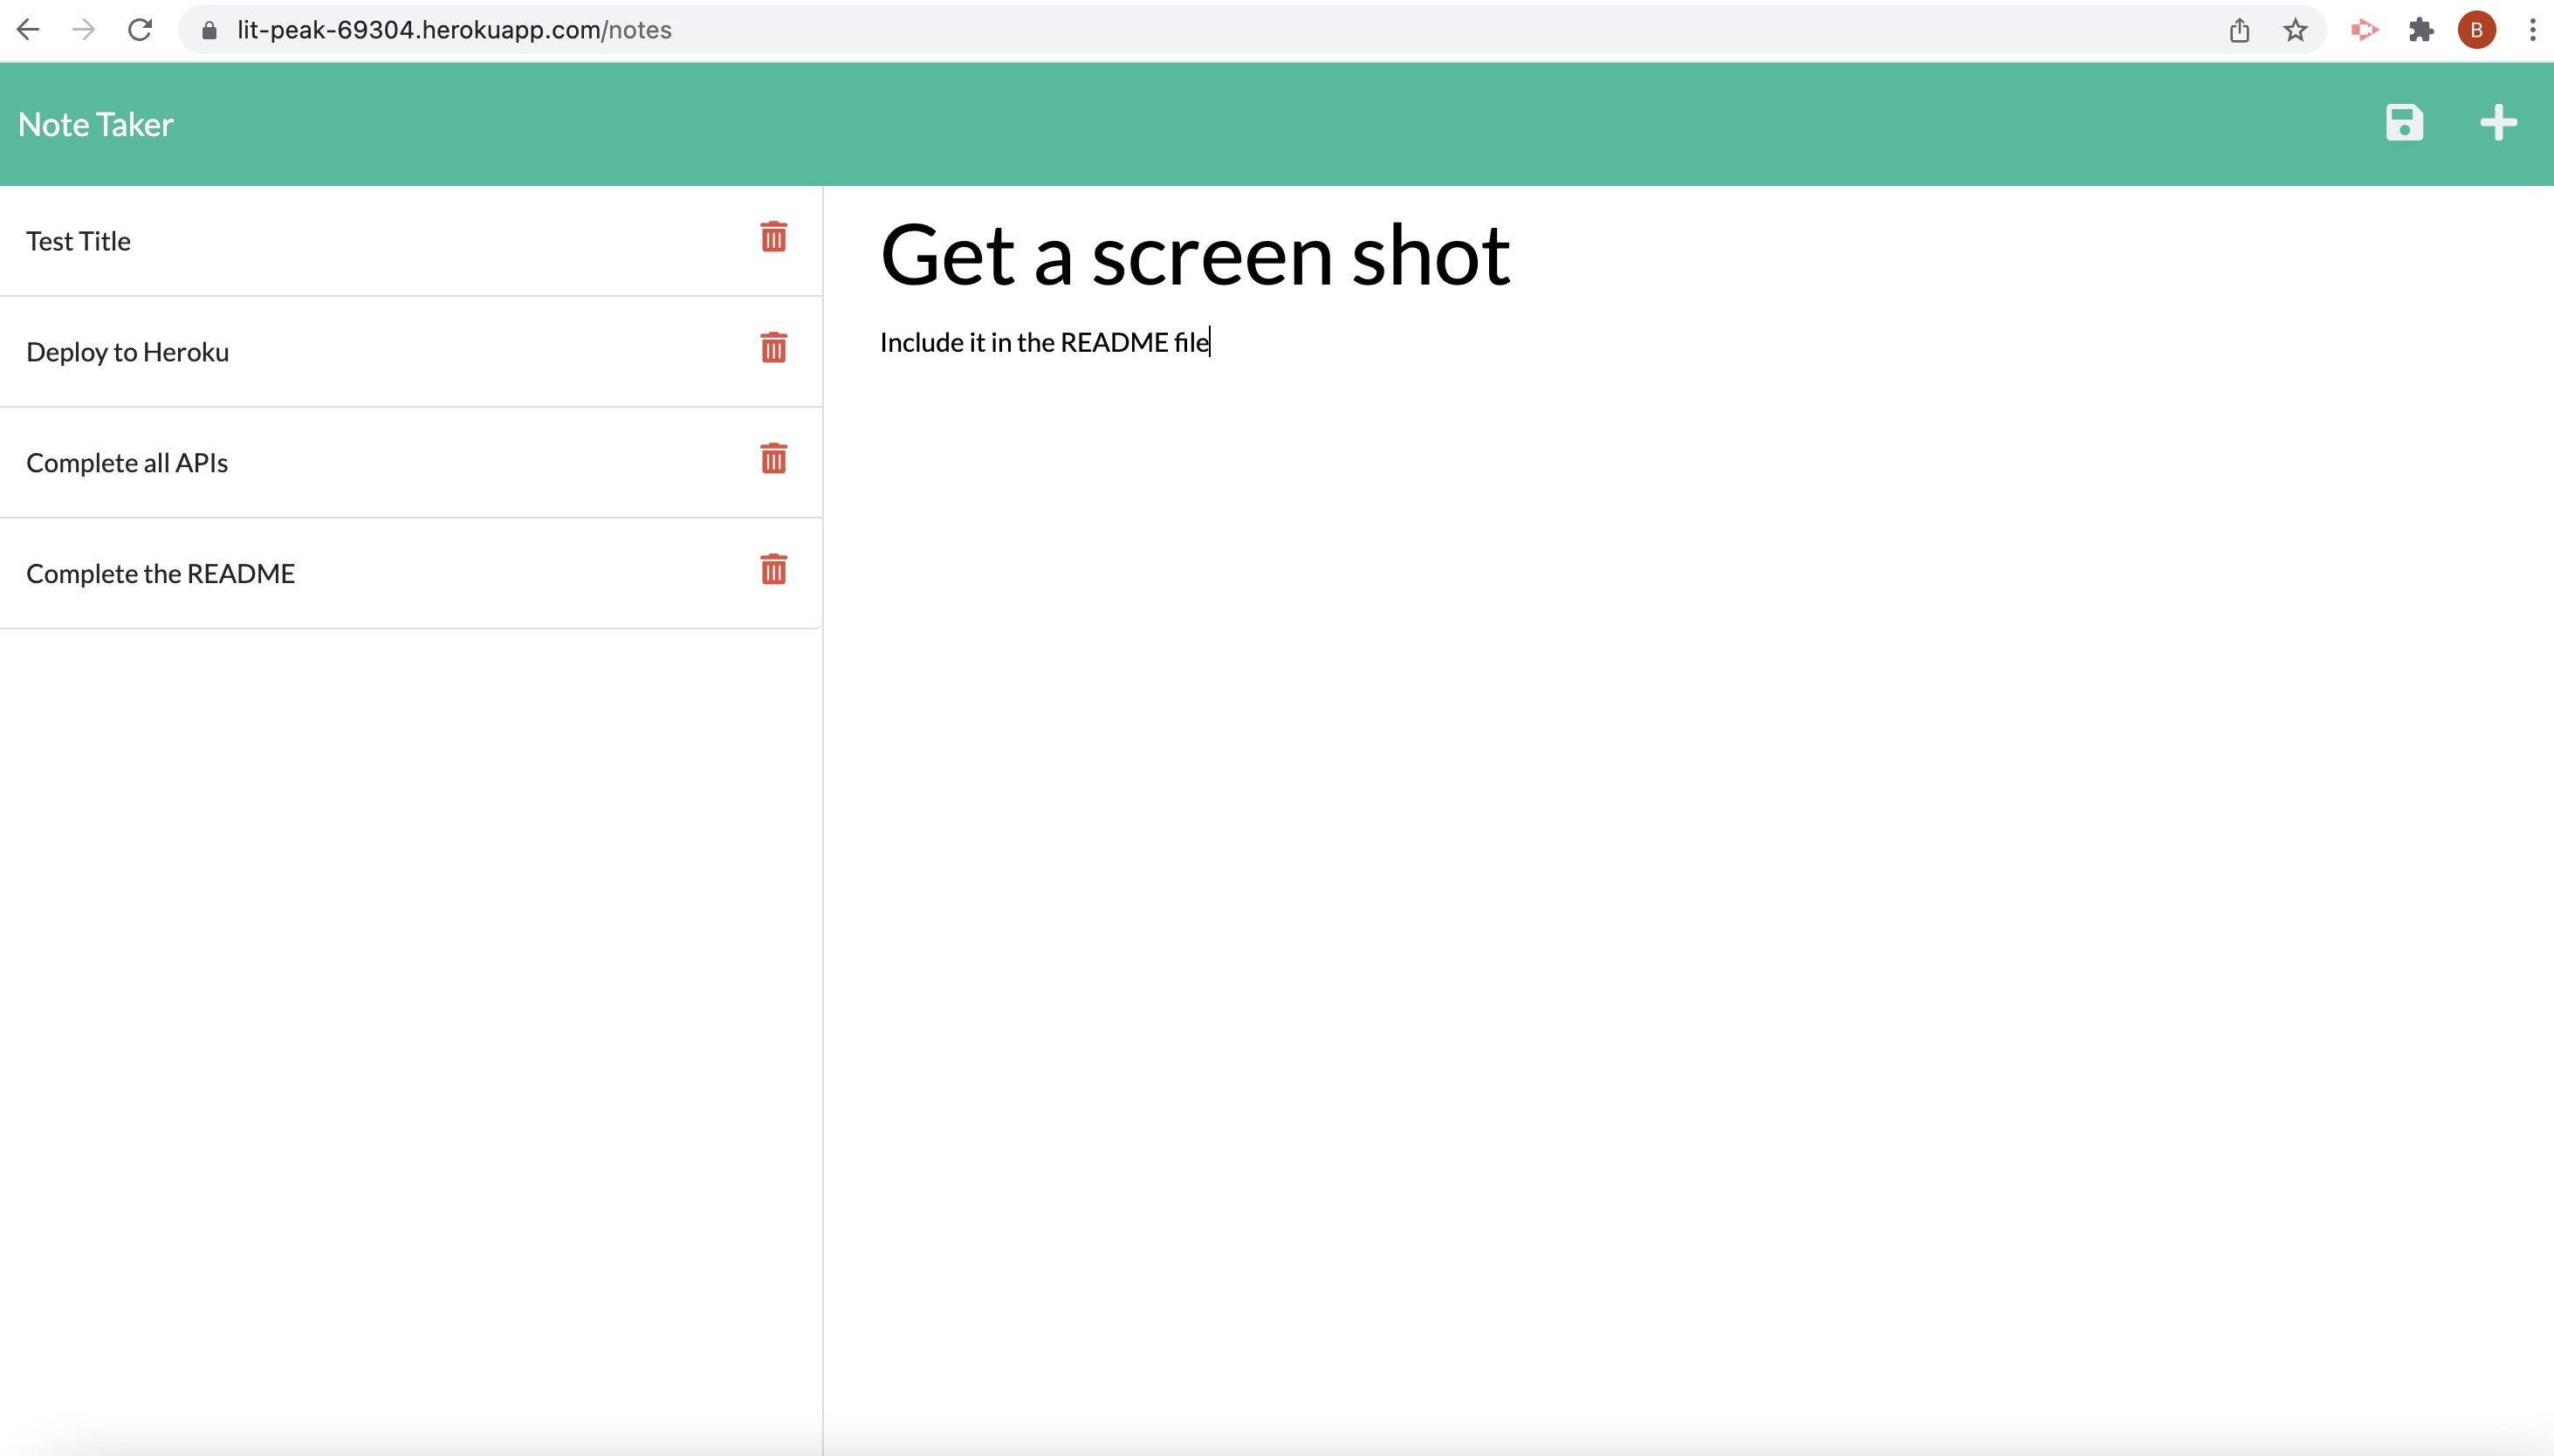 lit-peak-69304.herokuapp.com/notes
B
Note Taker
Test Title
Deploy to Heroku
Complete all APIs
Complete the README
Get a screen shot
Include it in the README file